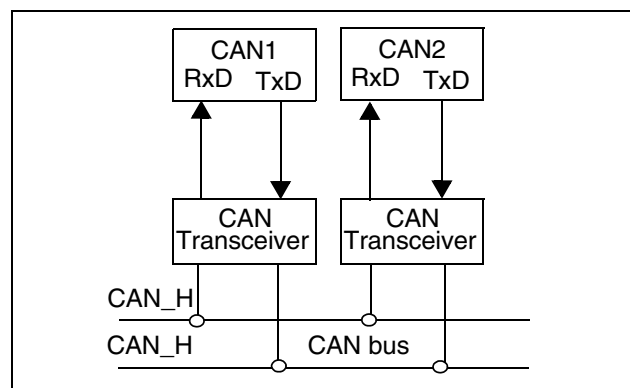 CAN1
RxD TxD
CAN2
RxD TxD
CAN
Transceiver
CAN
Transceiver
CAN_H
CAN_H CAN bus